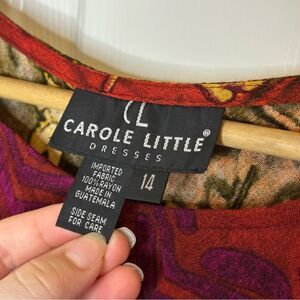 CL
CAROLE LITTLE®
DRESSES
IMPORTED
FABRIC
100% RAYON
MADE IN
GUATEMALA
SIDE SEAM
FOR CARE
14